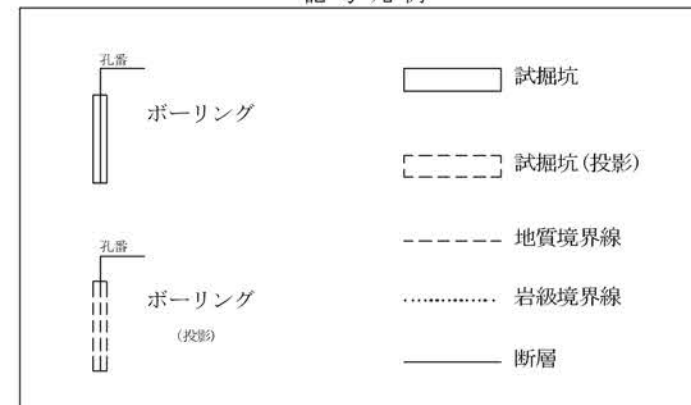 孔番
ボーリング
孔番
ボーリング
(投影)
試掘坑
試掘坑(投影)
地質境界線
岩級境界線
断層